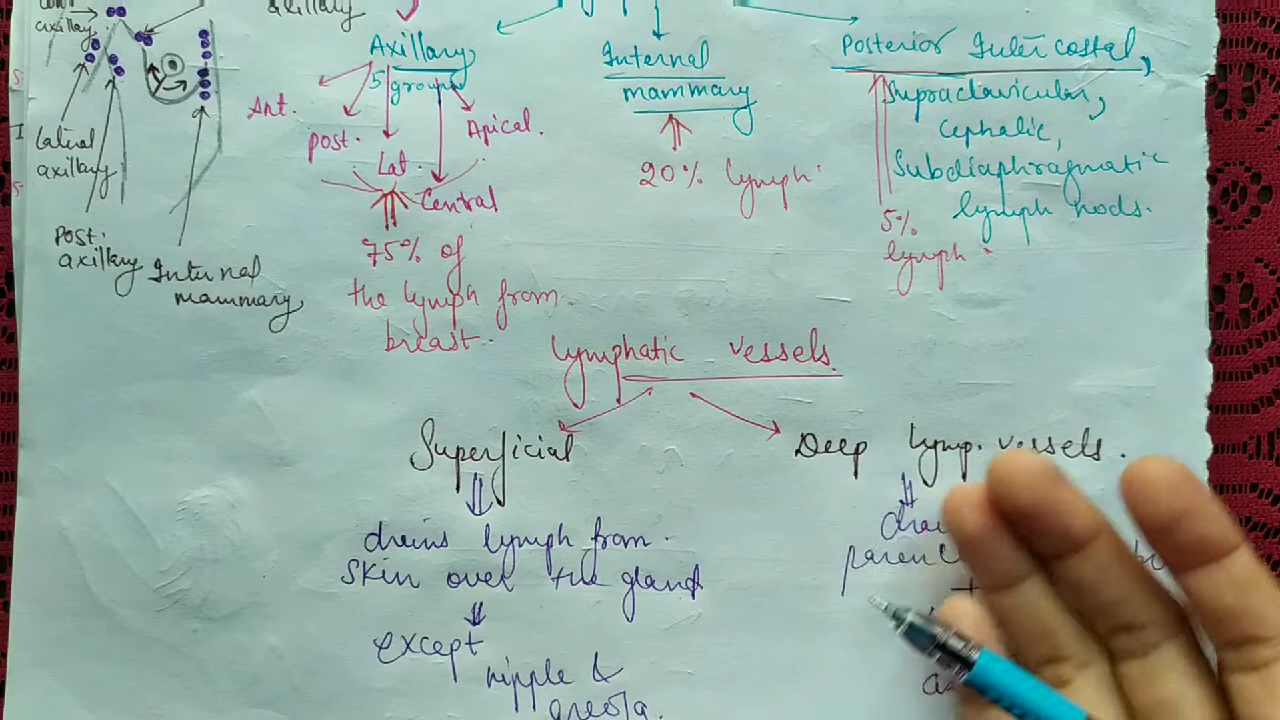 axillary
axillary
Lateral
axillary
Post.
axillary
Internal
mammary
Axillary
5 groups
Ant.
Post.
Lat.
Central
Apical.
75% of
the lymph from
breast.
Internal
mammary
20% lymph.
Posterior Intercostal,
Supraclavicular,
Cephalic,
Subdiaphragmatic
lymph nods.
5%
lymph
Lymphatic vessels.
Superficial
drains lymph from
skin over the gland
except
nipple &
areola.
Deep lymp. vessels.
+